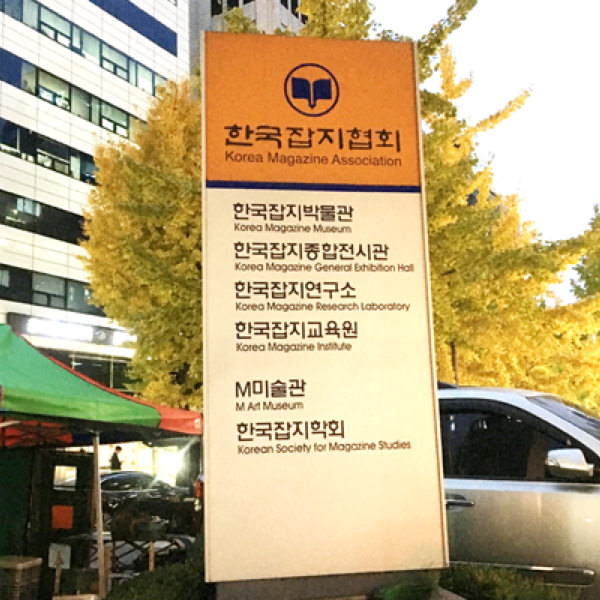 한국잡지협회
Korea Magazine Association
한국잡지박물관
Korea Magazine Museum
한국잡지종합전시관
Korea Magazine General Exhibition Hall
한국잡지연구소
Korea Magazine Research Laboratory
한국잡지교육원
Korea Magazine Institute
M미술관
M Art Museum
한국잡지학회
Korean Society for Magazine Studies